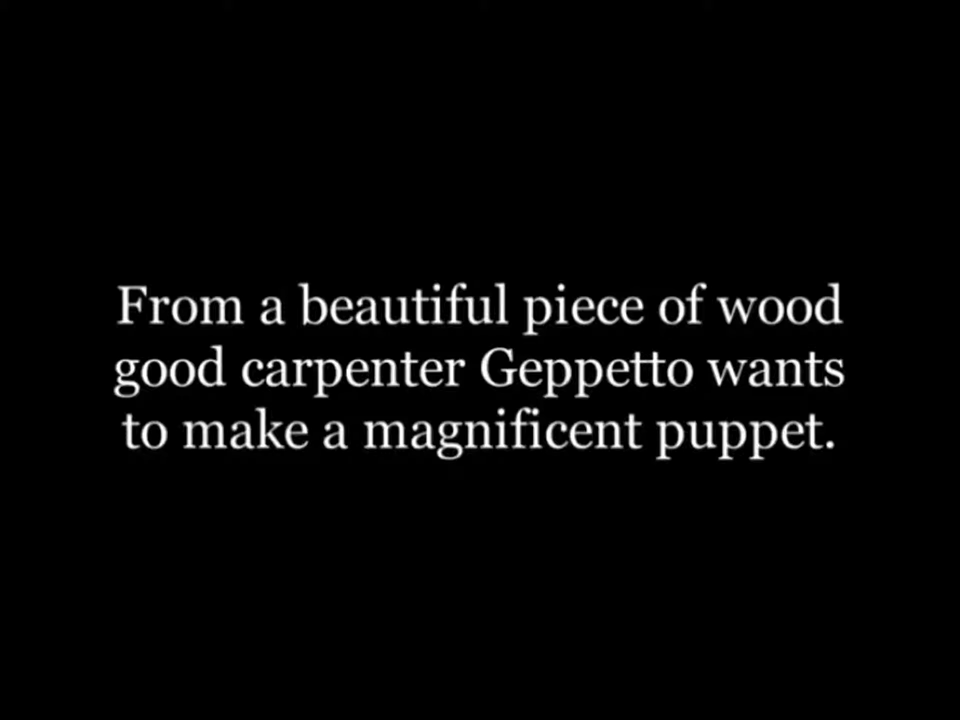 From a beautiful piece of wood
good carpenter Geppetto wants
to make a magnificent puppet.